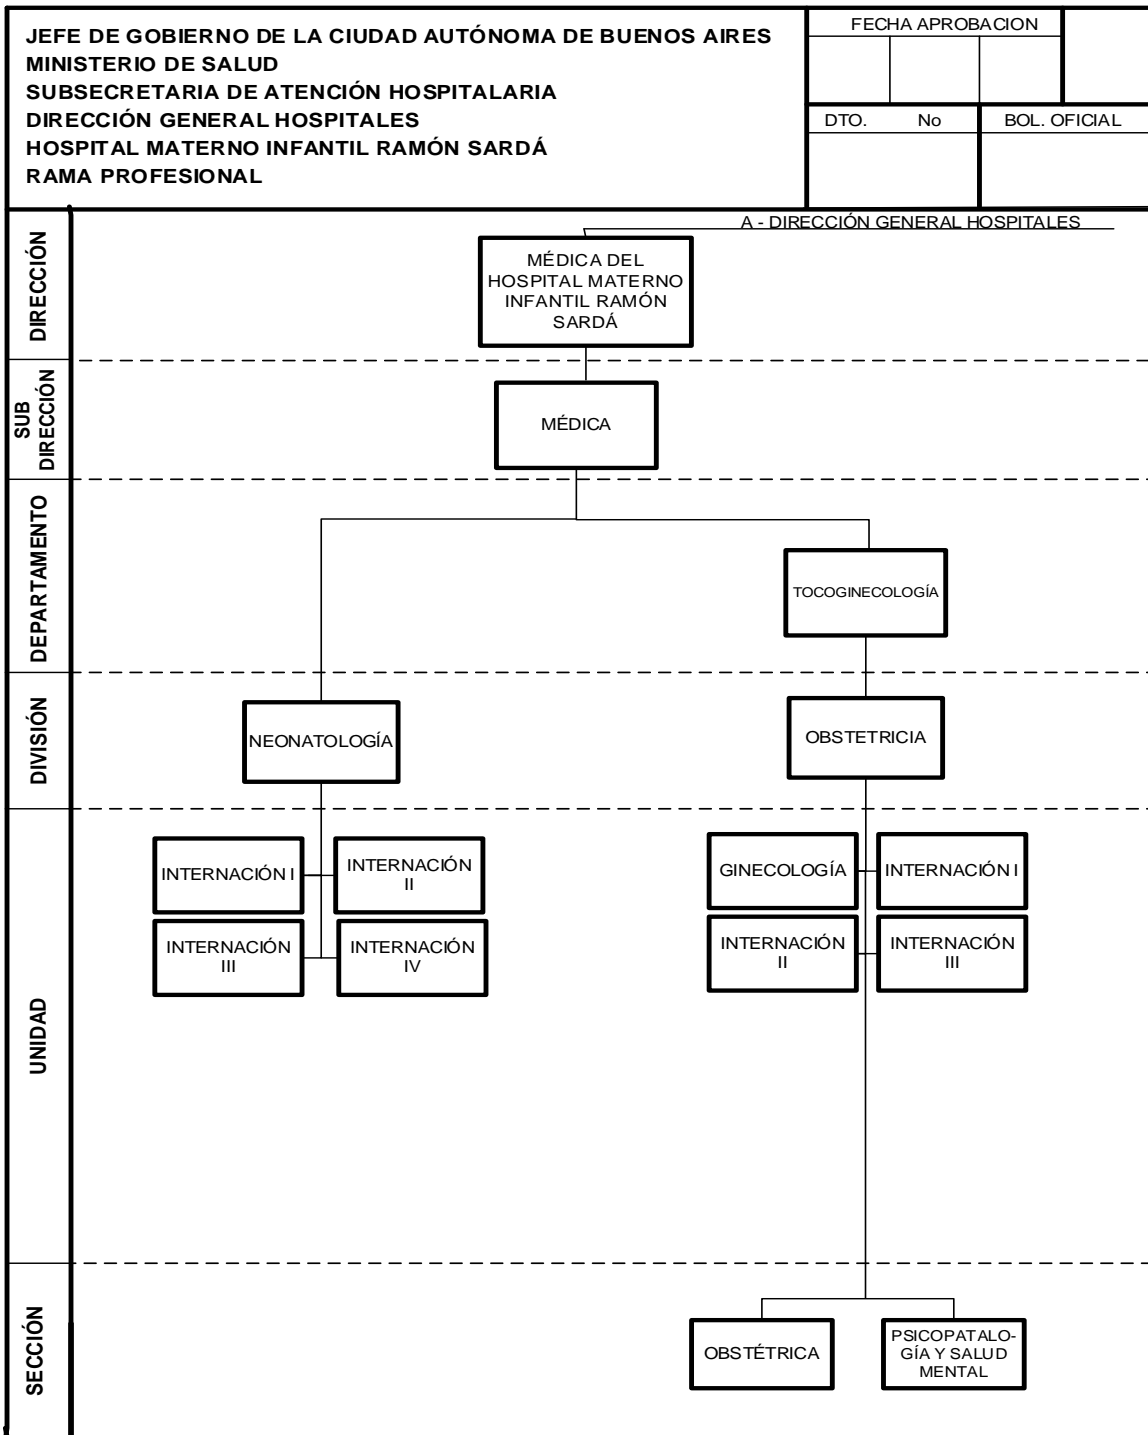 JEFE DE GOBIERNO DE LA CIUDAD AUTÓNOMA DE BUENOS AIRES
MINISTERIO DE SALUD
SUBSECRETARIA DE ATENCIÓN HOSPITALARIA
DIRECCIÓN GENERAL HOSPITALES
HOSPITAL MATERNO INFANTIL RAMÓN SARDÁ
RAMA PROFESIONAL
FECHA APROBACION
DTO. No
BOL. OFICIAL
A - DIRECCIÓN GENERAL HOSPITALES
DIRECCIÓN
MÉDICA DEL
HOSPITAL MATERNO
INFANTIL RAMÓN
SARDÁ
SUB
DIRECCIÓN
MÉDICA
DEPARTAMENTO
TOCOGINECOLOGÍA
DIVISIÓN
NEONATOLOGÍA
OBSTETRICIA
UNIDAD
INTERNACIÓN I
INTERNACIÓN
II
INTERNACIÓN
III
INTERNACIÓN
IV
GINECOLOGÍA
INTERNACIÓN I
INTERNACIÓN
II
INTERNACIÓN
III
SECCIÓN
OBSTÉTRICA
PSICOPATALO-
GÍA Y SALUD
MENTAL